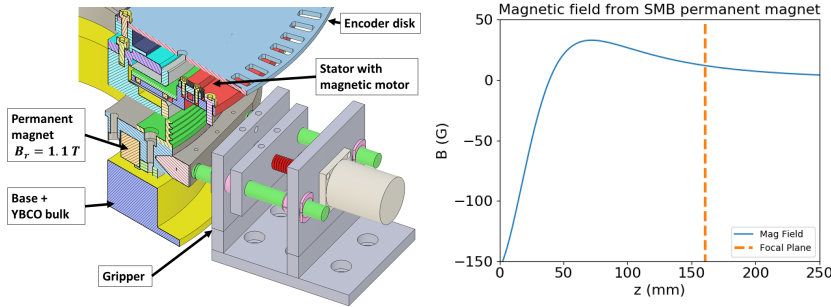 Encoder disk
Stator with
magnetic motor
Permanent
magnet
B_r = 1.1 T
Base +
YBCO bulk
Gripper
Magnetic field from SMB permanent magnet
50
0
−50
−100
−150
B (G)
0
50
100
150
200
250
z (mm)
Mag Field
Focal Plane